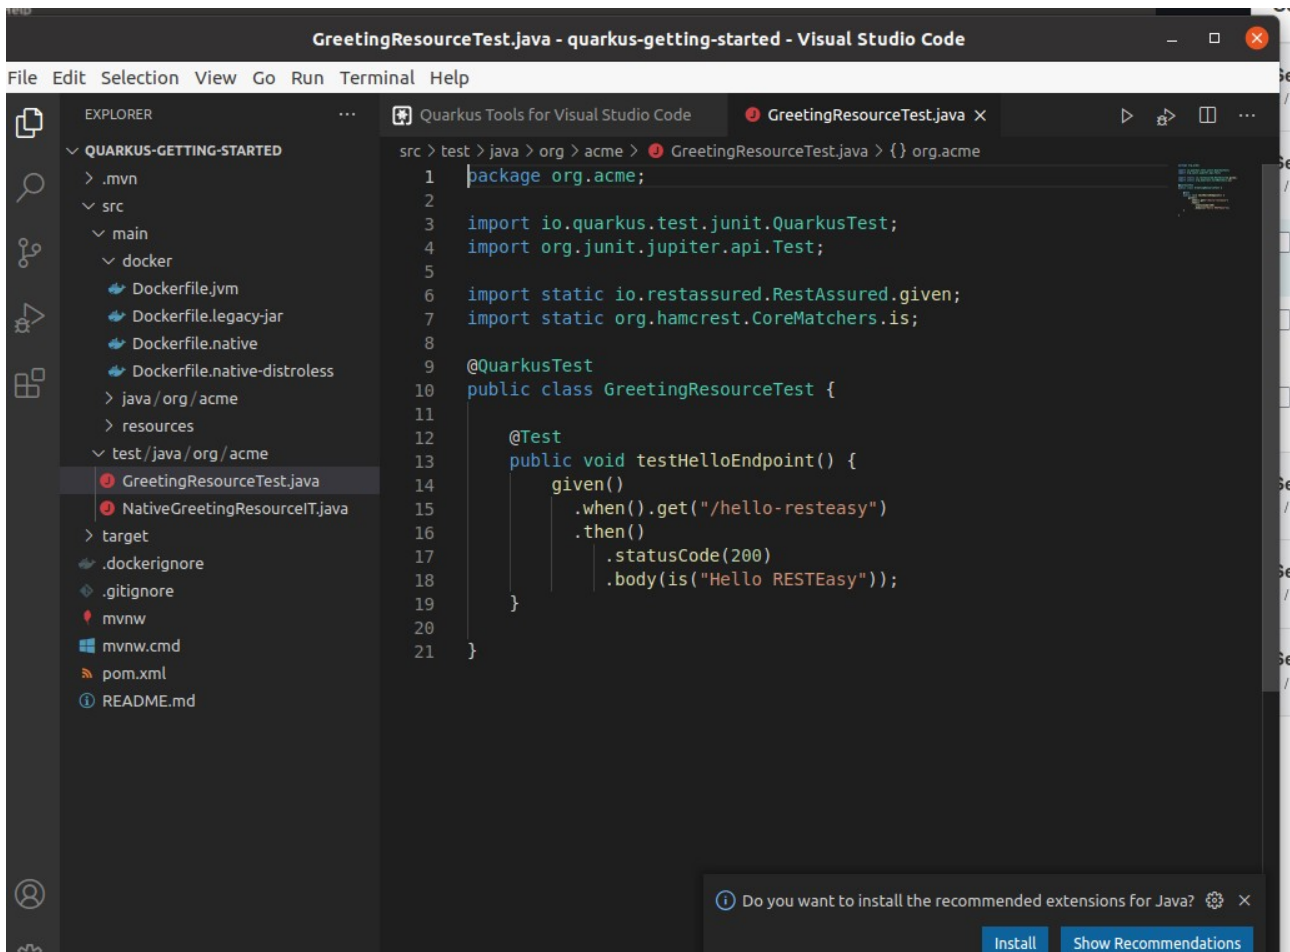 GreetingResourceTest.java - quarkus-getting-started - Visual Studio Code
File Edit Selection View Go Run Terminal Help
EXPLORER
QUARKUS-GETTING-STARTED
.mvn
src
main
docker
Dockerfile.jvm
Dockerfile.legacy-jar
Dockerfile.native
Dockerfile.native-distroless
java/org/acme
resources
test/java/org/acme
GreetingResourceTest.java
NativeGreetingResourceIT.java
target
.dockerignore
.gitignore
mvnw
mvnw.cmd
pom.xml
README.md
Quarkus Tools for Visual Studio Code
GreetingResourceTest.java
src > test > java > org > acme > GreetingResourceTest.java > {} org.acme
1 package org.acme;
2
3 import io.quarkus.test.junit.QuarkusTest;
4 import org.junit.jupiter.api.Test;
5
6 import static io.restassured.RestAssured.given;
7 import static org.hamcrest.CoreMatchers.is;
8
9 @QuarkusTest
10 public class GreetingResourceTest {
11
12 @Test
13 public void testHelloEndpoint() {
14 given()
15 .when().get("/hello-resteasy")
16 .then()
17 .statusCode(200)
18 .body(is("Hello RESTEasy"));
19 }
20
21 }
Do you want to install the recommended extensions for Java?
Install
Show Recommendations